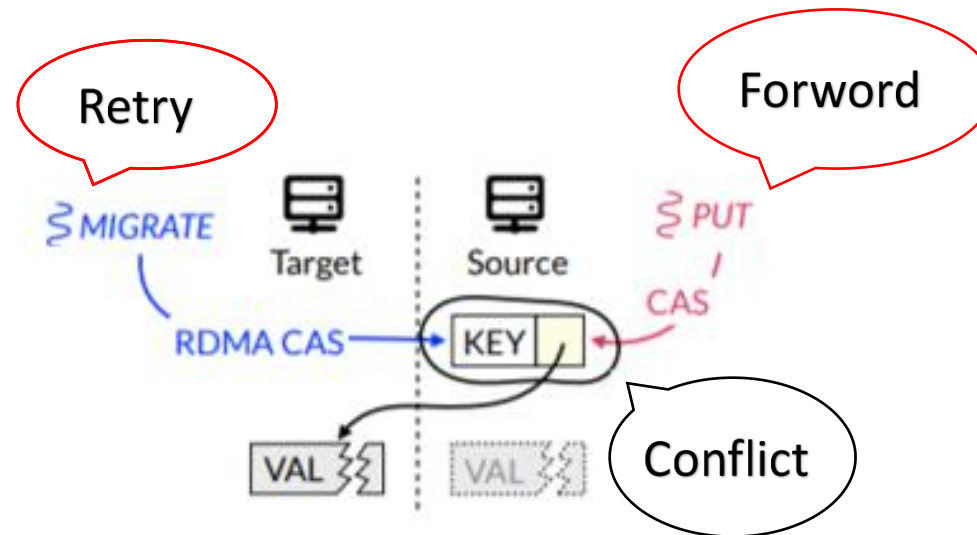 Retry
Forword
MIGRATE
Target
Source
PUT
CAS
RDMA CAS
KEY
VAL
VAL
Conflict